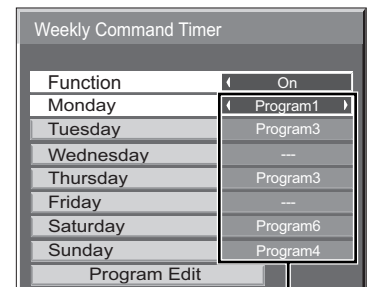 Weekly Command Timer
Function On
Monday Program1
Tuesday Program3
Wednesday ---
Thursday Program3
Friday ---
Saturday Program6
Sunday Program4
Program Edit